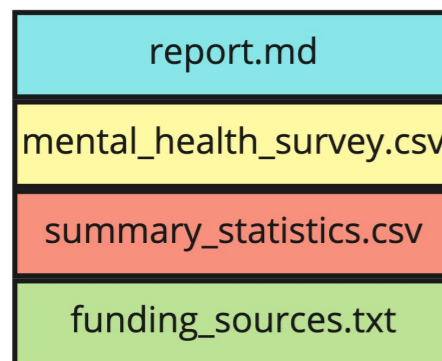 report.md
mental_health_survey.csv
summary_statistics.csv
funding_sources.txt